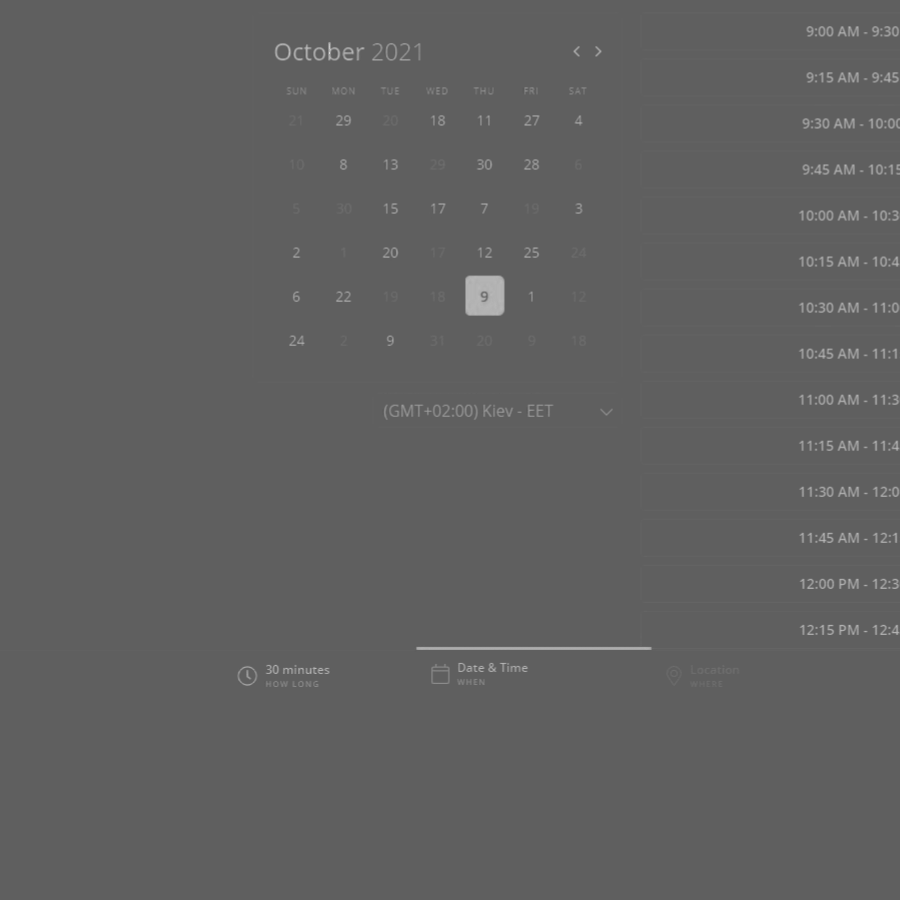 October 2021
SUN MON TUE WED THU FRI SAT
21 29 20 18 11 27 4
10 8 13 29 30 28 6
5 30 15 17 7 19 3
2 1 20 17 12 25 24
6 22 19 18 9 1 12
24 2 9 31 20 9 18
(GMT+02:00) Kiev - EET
9:00 AM - 9:30
9:15 AM - 9:45
9:30 AM - 10:00
9:45 AM - 10:15
10:00 AM - 10:3
10:15 AM - 10:4
10:30 AM - 11:0
10:45 AM - 11:1
11:00 AM - 11:3
11:15 AM - 11:4
11:30 AM - 12:0
11:45 AM - 12:1
12:00 PM - 12:3
12:15 PM - 12:4
30 minutes
HOW LONG
Date & Time
WHEN
Location
WHERE